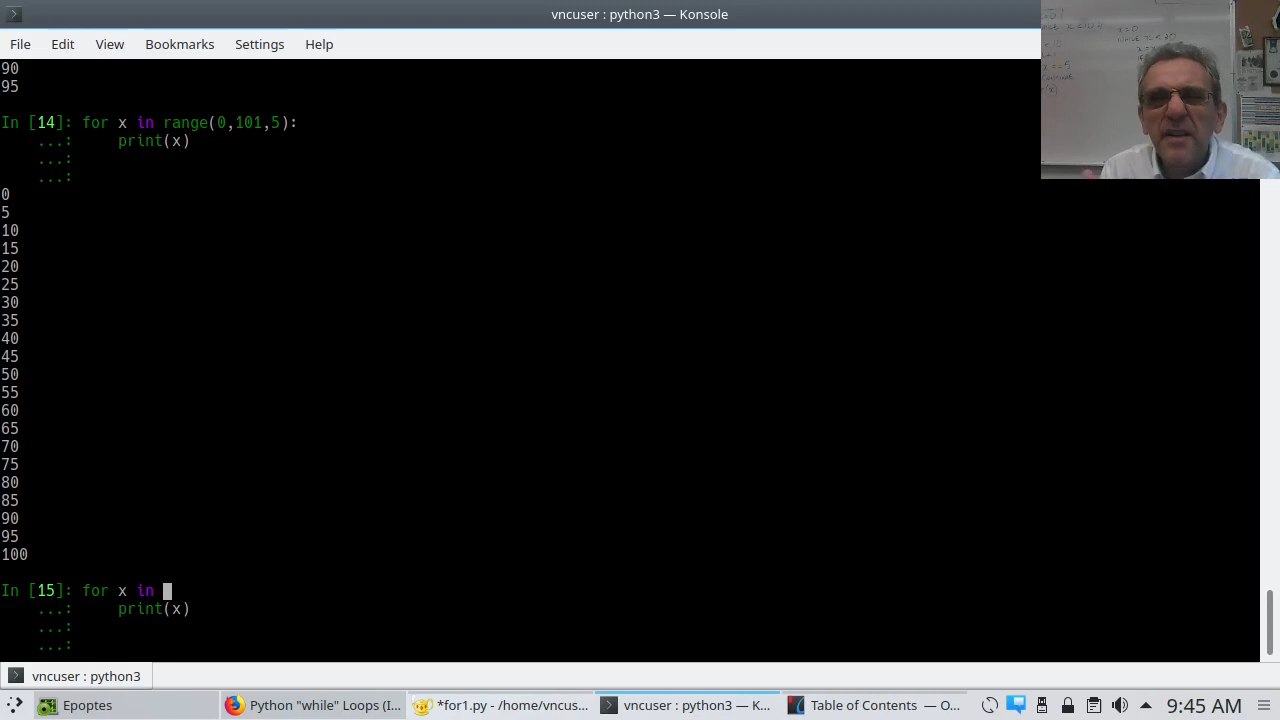 vncuser : python3 — Konsole
File Edit View Bookmarks Settings Help
90
95
In [14]: for x in range(0,101,5):
...: print(x)
...:
...:
0
5
10
15
20
25
30
35
40
45
50
55
60
65
70
75
80
85
90
95
100
In [15]: for x in
...: print(x)
...:
...:
vncuser : python3
Epoptes
Python "while" Loops (I...
*for1.py - /home/vncus...
vncuser : python3 — K...
Table of Contents — O...
9:45 AM